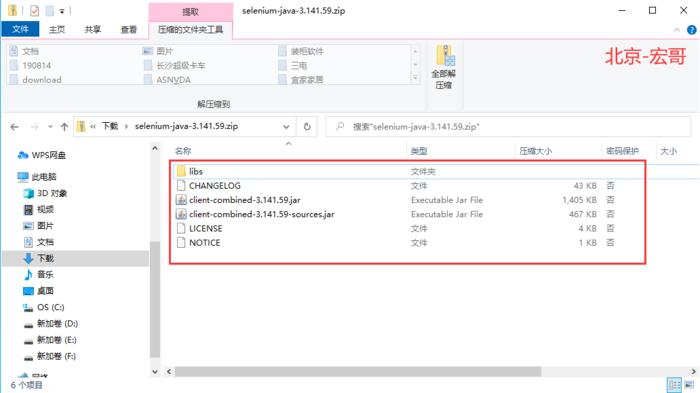 提取
selenium-java-3.141.59.zip
文件
主页
共享
查看
压缩的文件夹工具
文档
图片
装柜软件
190814
长沙超级卡车
三电
download
ASNVDA
宜家家居
全部解
压缩
解压缩到
北京-宏哥
« 下载 › selenium-java-3.141.59.zip
搜索"selenium-java-3.141.59.zip"
名称 类型 压缩大小 密码保护 大小
libs 文件夹
CHANGELOG 文件 43 KB 否
client-combined-3.141.59.jar Executable Jar File 1,405 KB 否
client-combined-3.141.59-sources.jar Executable Jar File 467 KB 否
LICENSE 文件 4 KB 否
NOTICE 文件 1 KB 否
WPS网盘
此电脑
3D 对象
视频
图片
文档
下载
音乐
桌面
OS (C:)
新加卷 (D:)
新加卷 (E:)
新加卷 (F:)
6 个项目